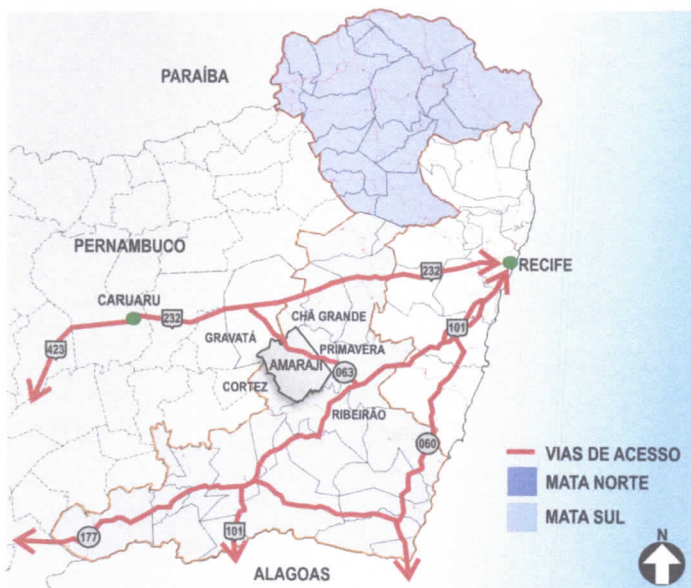 PARAÍBA
PERNAMBUCO
RECIFE
232
CARUARU
232
CHÃ GRANDE
101
423
GRAVATÁ
PRIMAVERA
AMARAJI
063
CORTEZ
RIBEIRÃO
060
VIAS DE ACESSO
MATA NORTE
MATA SUL
177
101
ALAGOAS
N